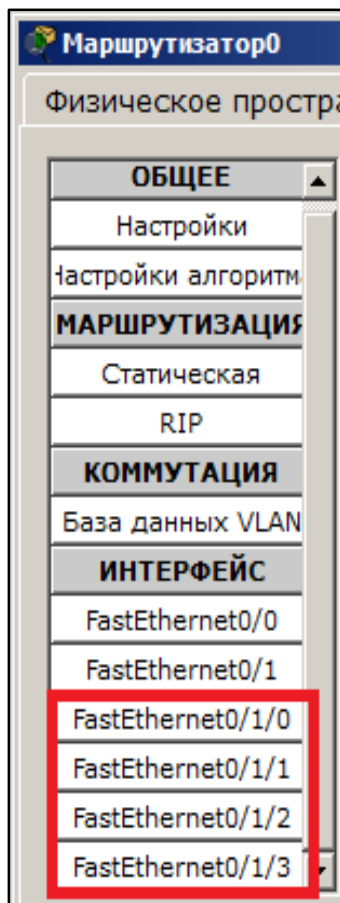 Маршрутизатор0
Физическое простра
ОБЩЕЕ
Настройки
Настройки алгоритм
МАРШРУТИЗАЦИЯ
Статическая
RIP
КОММУТАЦИЯ
База данных VLAN
ИНТЕРФЕЙС
FastEthernet0/0
FastEthernet0/1
FastEthernet0/1/0
FastEthernet0/1/1
FastEthernet0/1/2
FastEthernet0/1/3